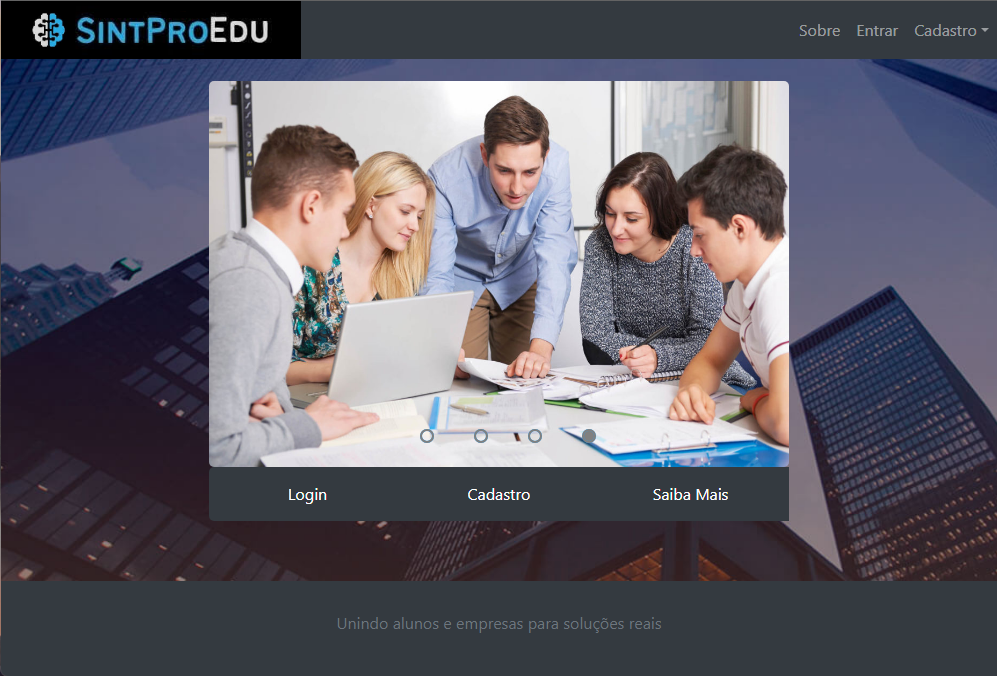 SINTPROEDU
Sobre
Entrar
Cadastro
Login
Cadastro
Saiba Mais
Unindo alunos e empresas para soluções reais